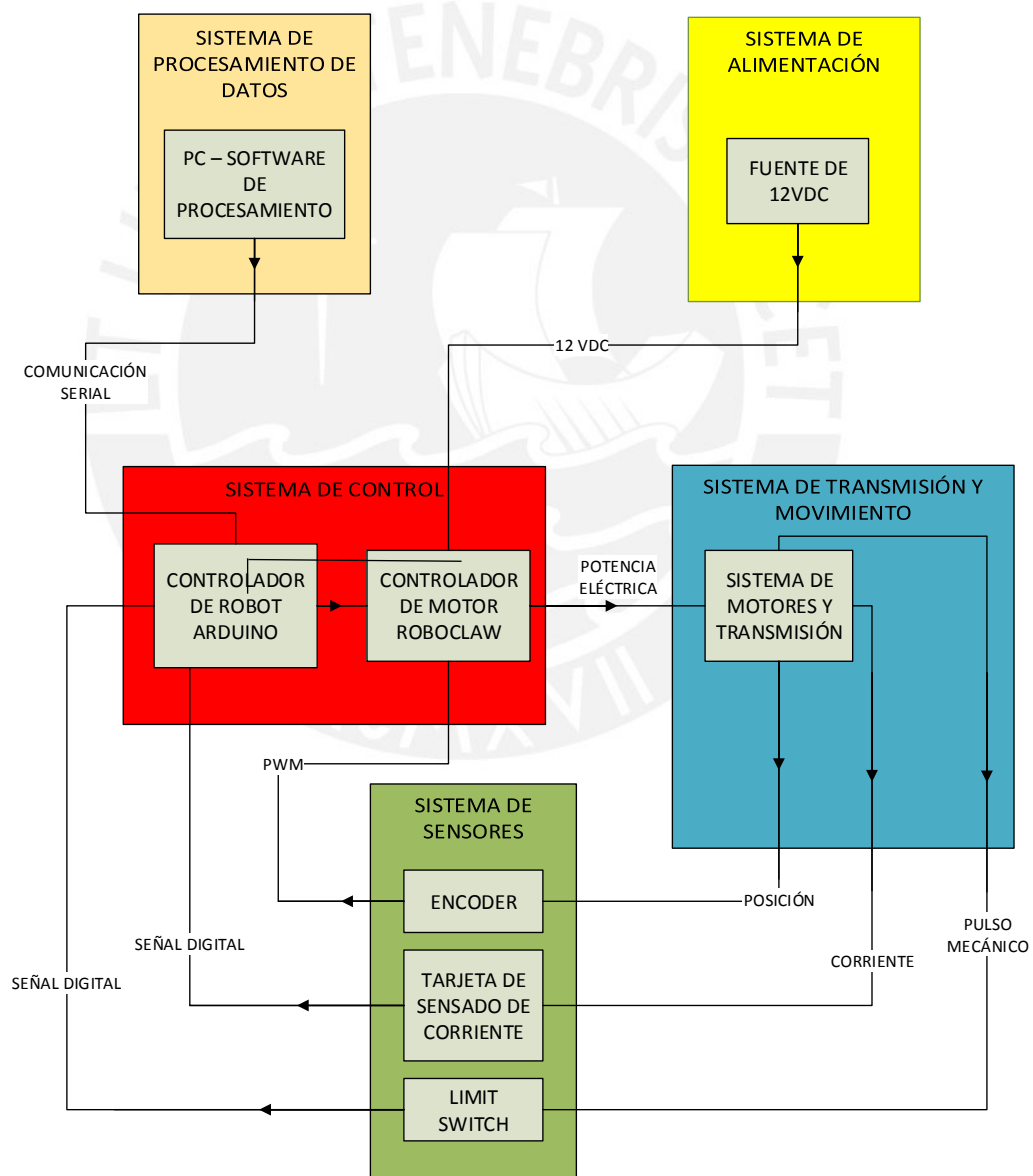 SISTEMA DE
PROCESAMIENTO DE
DATOS
PC – SOFTWARE
DE
PROCESAMIENTO
SISTEMA DE
ALIMENTACIÓN
FUENTE DE
12VDC
12 VDC
COMUNICACIÓN
SERIAL
SISTEMA DE CONTROL
CONTROLADOR
DE ROBOT
ARDUINO
CONTROLADOR
DE MOTOR
ROBOCLAW
POTENCIA
ELÉCTRICA
SISTEMA DE TRANSMISIÓN Y
MOVIMIENTO
SISTEMA DE
MOTORES Y
TRANSMISIÓN
PWM
SISTEMA DE
SENSORES
ENCODER
POSICIÓN
PULSO
MECÁNICO
SEÑAL DIGITAL
TARJETA DE
SENSADO DE
CORRIENTE
CORRIENTE
SEÑAL DIGITAL
LIMIT
SWITCH